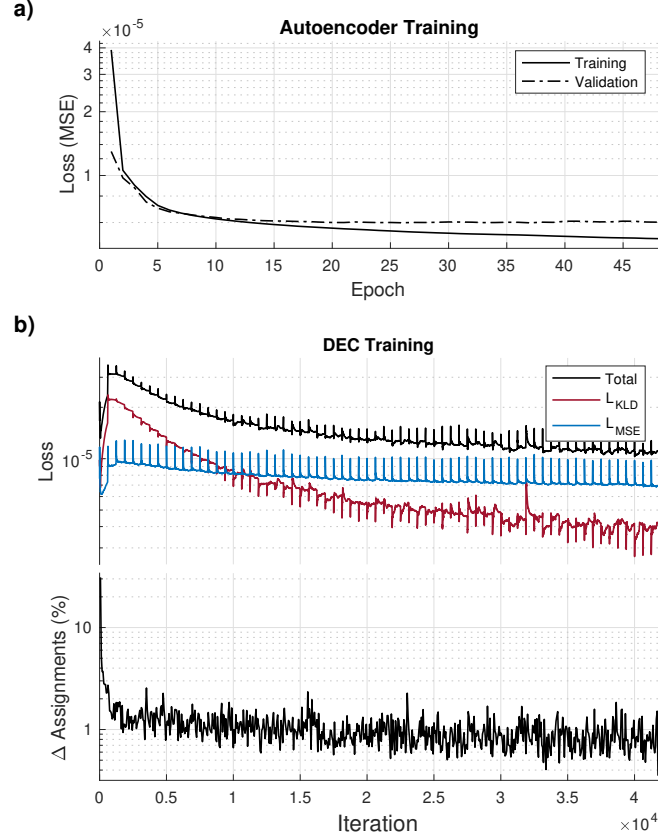 a)
×10⁻⁵
Autoencoder Training
4
3
2
1
Loss (MSE)
Training
Validation
0 5 10 15 20 25 30 35 40 45
Epoch
b)
DEC Training
Total
L_KLD
L_MSE
10⁻⁵
Loss
10
1
Δ Assignments (%)
0 0.5 1 1.5 2 2.5 3 3.5 4
×10⁴
Iteration